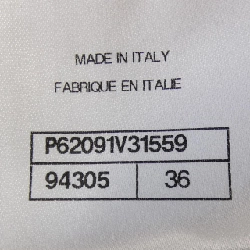 MADE IN ITALY
FABRIQUE EN ITALIE
P62091V31559
94305 36